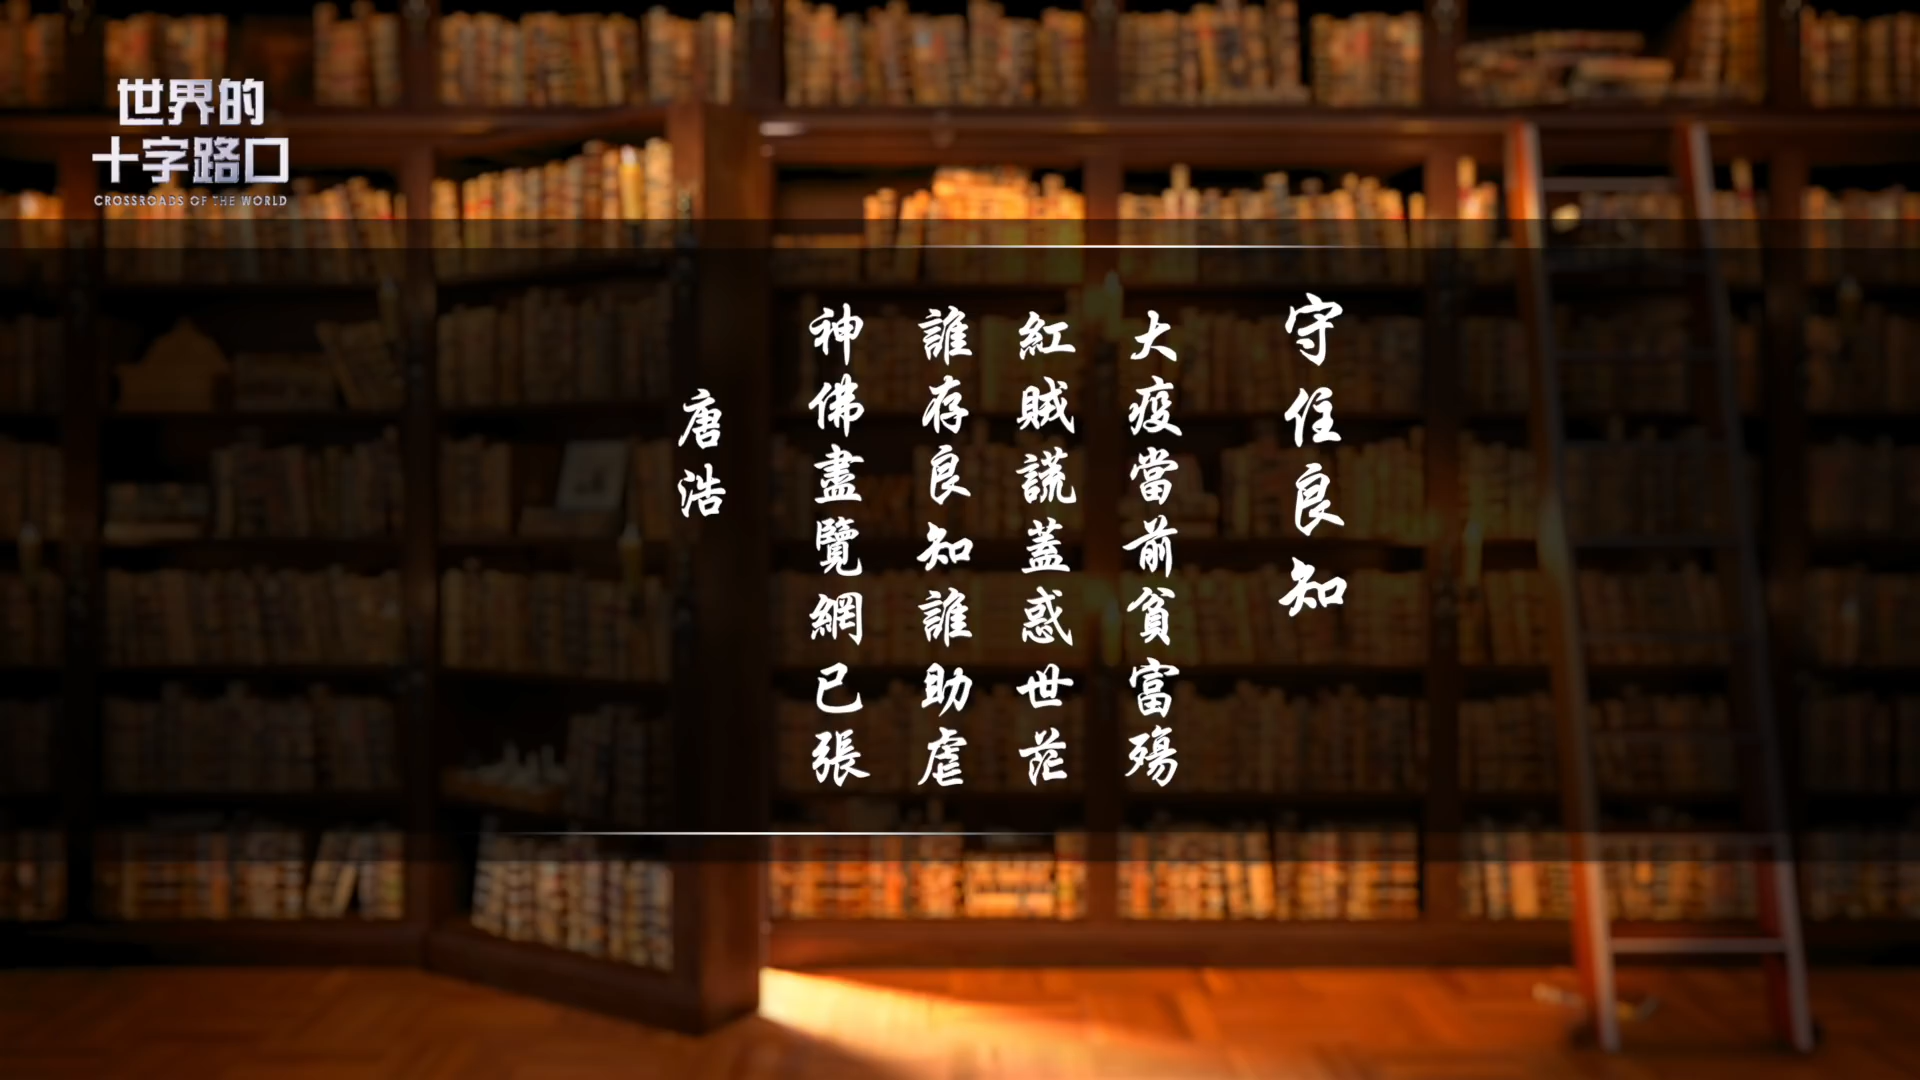 世界的
十字路口
CROSSROADS OF THE WORLD
守住良知
大疫當前貧富殤
紅賊謊蓋惑世茫
誰存良知誰助虐
神佛盡覽網已張
唐浩